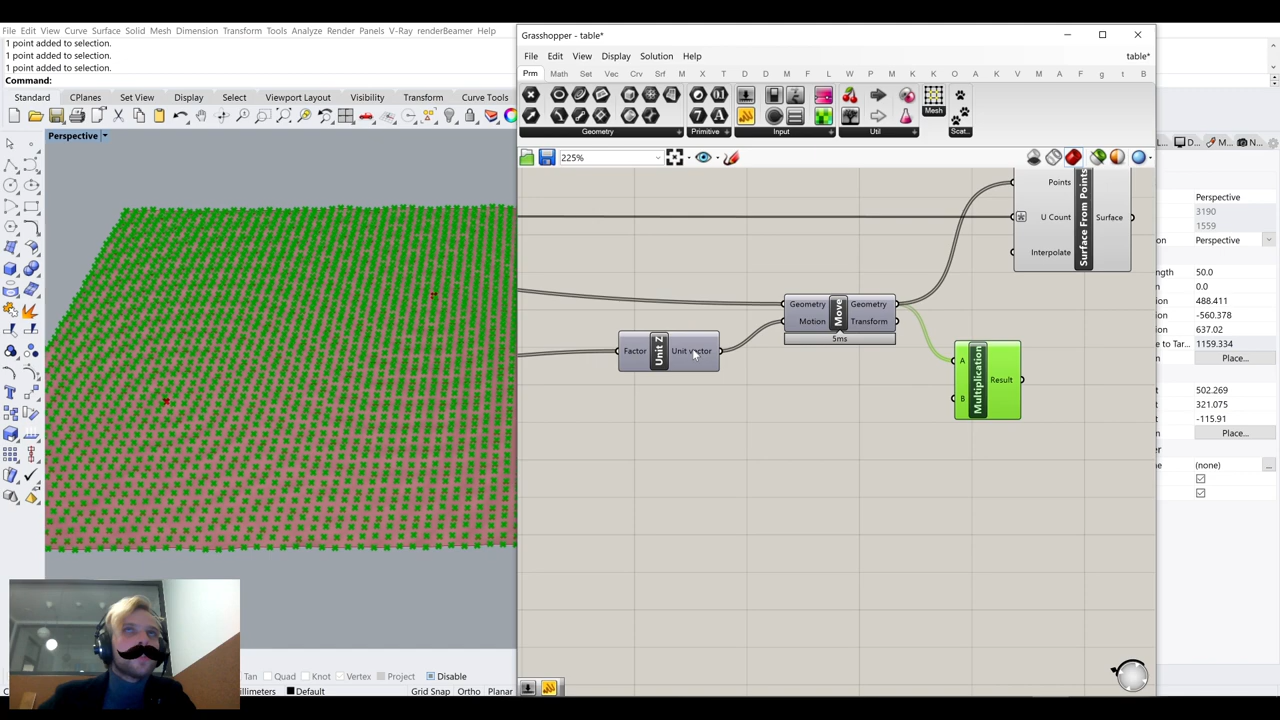 File Edit View Curve Surface Solid Mesh Dimension Transform Tools Analyze Render Panels V-Ray renderBeamer Help
1 point added to selection.
1 point added to selection.
1 point added to selection.
Command:
Standard CPlanes Set View Display Select Viewport Layout Visibility Transform Curve Tools
Perspective
Tan Quad Knot Vertex Project Disable
Default Grid Snap Ortho Planar
Grasshopper - table*
File Edit View Display Solution Help table*
Prm Math Set Vec Crv Srf M X T D D M F L W P M K K O A K V M A F g t B
Geometry Primitive Input Util Mesh Scat...
225%
Points
U Count
Interpolate
Surface From Points
Surface
Geometry
Motion
Move
Geometry
Transform
5ms
Factor
Unit Z
Unit vector
A
B
Multiplication
Result
L... D... M... N...
Perspective
3190
1559
Perspective
50.0
0.0
488.411
-560.378
637.02
to Tar... 1159.334
Place...
502.269
321.075
-115.91
Place...
(none) ...